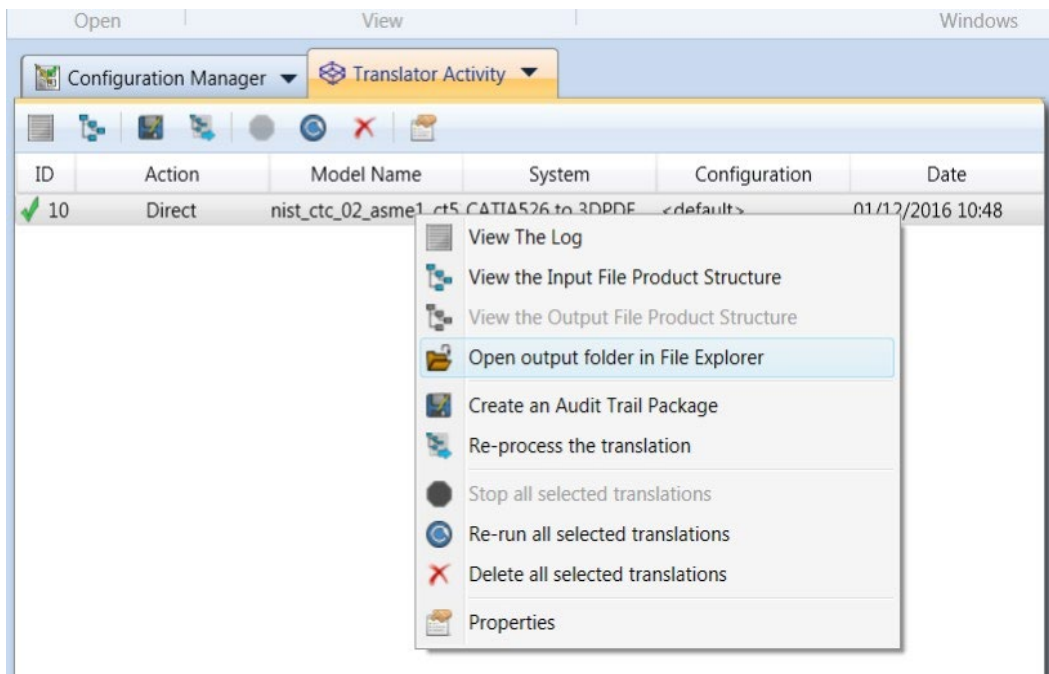 Open View Windows
Configuration Manager Translator Activity
ID Action Model Name System Configuration Date
10 Direct nist_ctc_02_asme1_ct5 CATIA526 to 3DPDF <default> 01/12/2016 10:48
View The Log
View the Input File Product Structure
View the Output File Product Structure
Open output folder in File Explorer
Create an Audit Trail Package
Re-process the translation
Stop all selected translations
Re-run all selected translations
Delete all selected translations
Properties